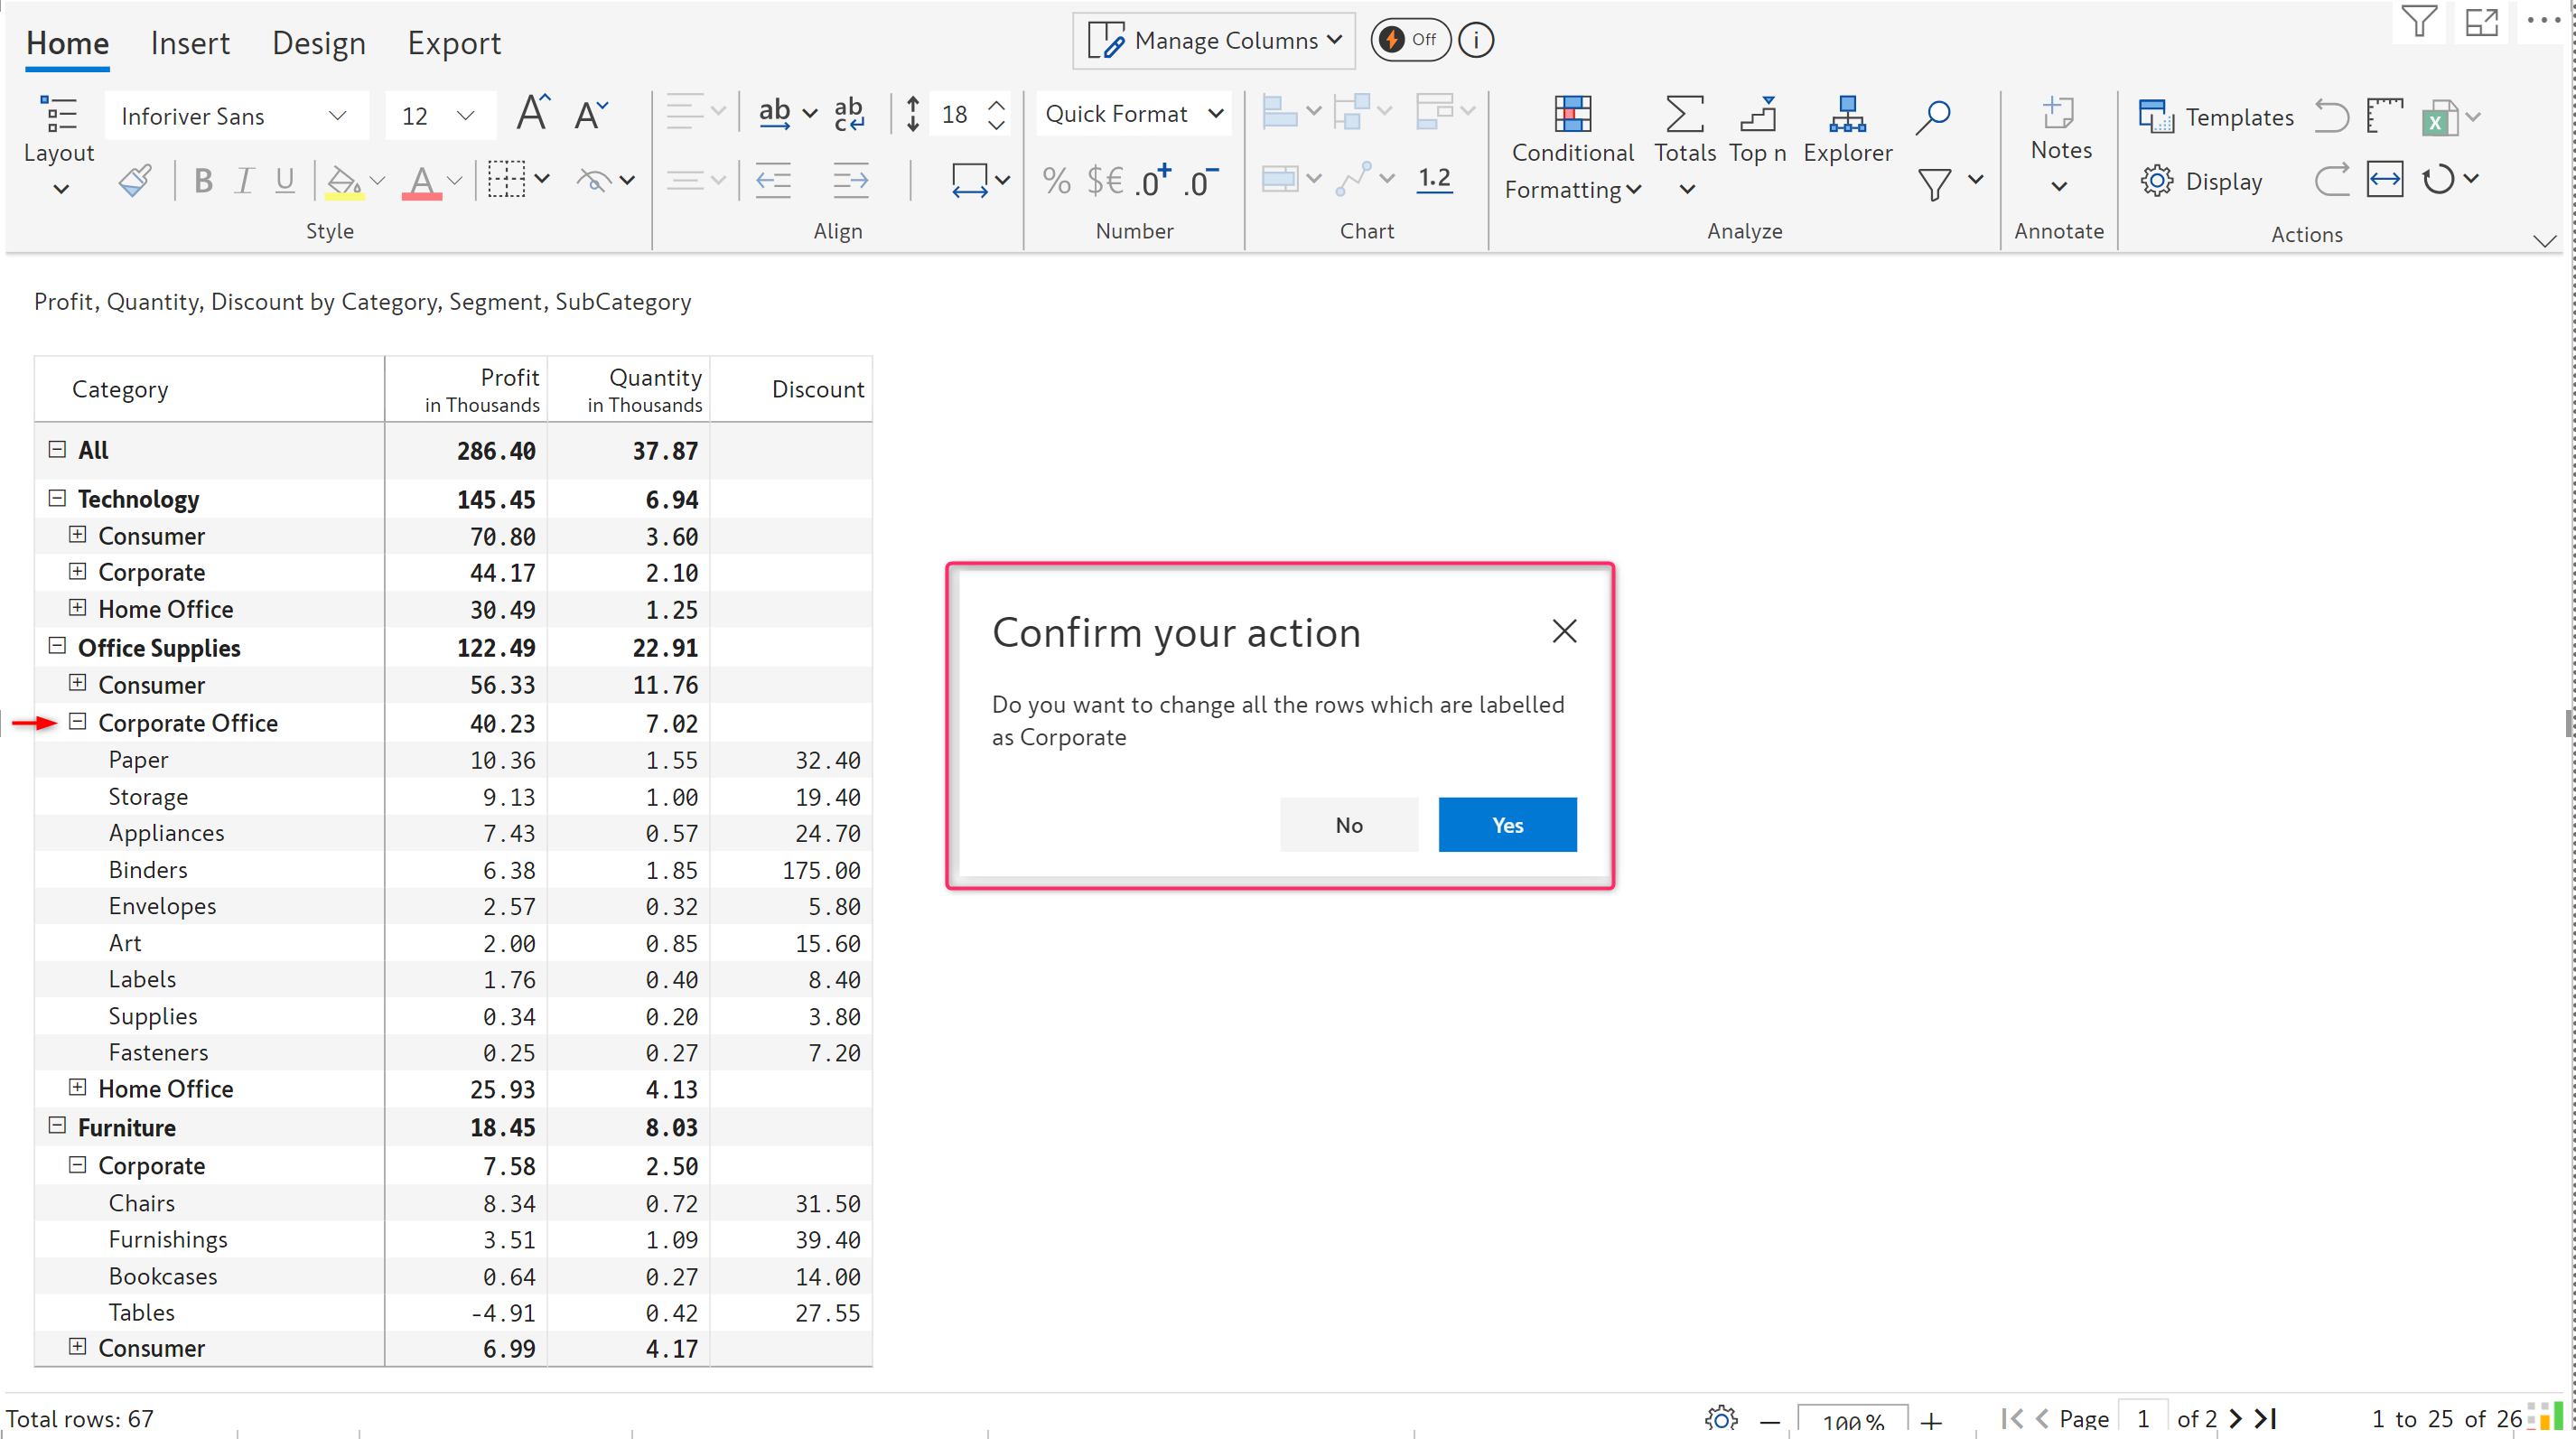 Home Insert Design Export Manage Columns Off i
Inforiver Sans 12 A A ab ab 18 Quick Format
c
Layout Conditional Totals Top n Explorer Notes Templates X
B I U A % $€ .0+ .0- 1.2 Formatting Display
Style Align Number Chart Analyze Annotate Actions
Profit, Quantity, Discount by Category, Segment, SubCategory
Category Profit in Thousands Quantity in Thousands Discount
All 286.40 37.87
Technology 145.45 6.94
Consumer 70.80 3.60
Corporate 44.17 2.10
Home Office 30.49 1.25
Office Supplies 122.49 22.91
Consumer 56.33 11.76
Corporate Office 40.23 7.02
Paper 10.36 1.55 32.40
Storage 9.13 1.00 19.40
Appliances 7.43 0.57 24.70
Binders 6.38 1.85 175.00
Envelopes 2.57 0.32 5.80
Art 2.00 0.85 15.60
Labels 1.76 0.40 8.40
Supplies 0.34 0.20 3.80
Fasteners 0.25 0.27 7.20
Home Office 25.93 4.13
Furniture 18.45 8.03
Corporate 7.58 2.50
Chairs 8.34 0.72 31.50
Furnishings 3.51 1.09 39.40
Bookcases 0.64 0.27 14.00
Tables -4.91 0.42 27.55
Consumer 6.99 4.17
Confirm your action
Do you want to change all the rows which are labelled
as Corporate
No Yes
Total rows: 67 100 % Page 1 of 2 1 to 25 of 26